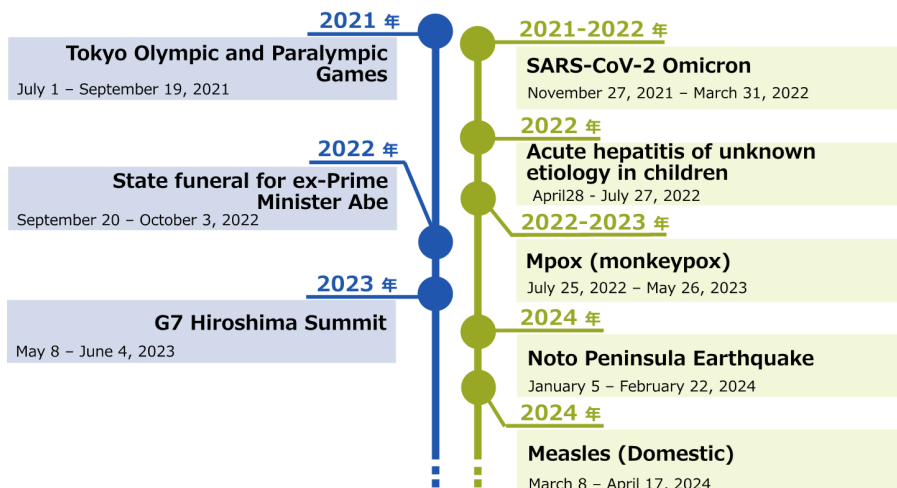 2021 年
Tokyo Olympic and Paralympic
Games
July 1 – September 19, 2021
2022 年
State funeral for ex-Prime
Minister Abe
September 20 – October 3, 2022
2023 年
G7 Hiroshima Summit
May 8 – June 4, 2023
2021-2022 年
SARS-CoV-2 Omicron
November 27, 2021 – March 31, 2022
2022 年
Acute hepatitis of unknown
etiology in children
April28 - July 27, 2022
2022-2023 年
Mpox (monkeypox)
July 25, 2022 – May 26, 2023
2024 年
Noto Peninsula Earthquake
January 5 – February 22, 2024
2024 年
Measles (Domestic)
March 8 – April 17, 2024